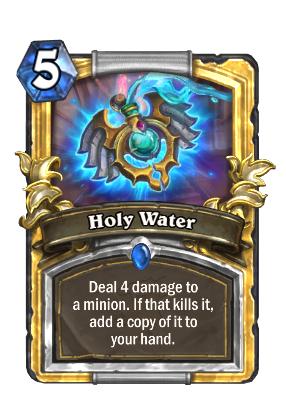 5
Holy Water
Deal 4 damage to
a minion. If that kills it,
add a copy of it to
your hand.